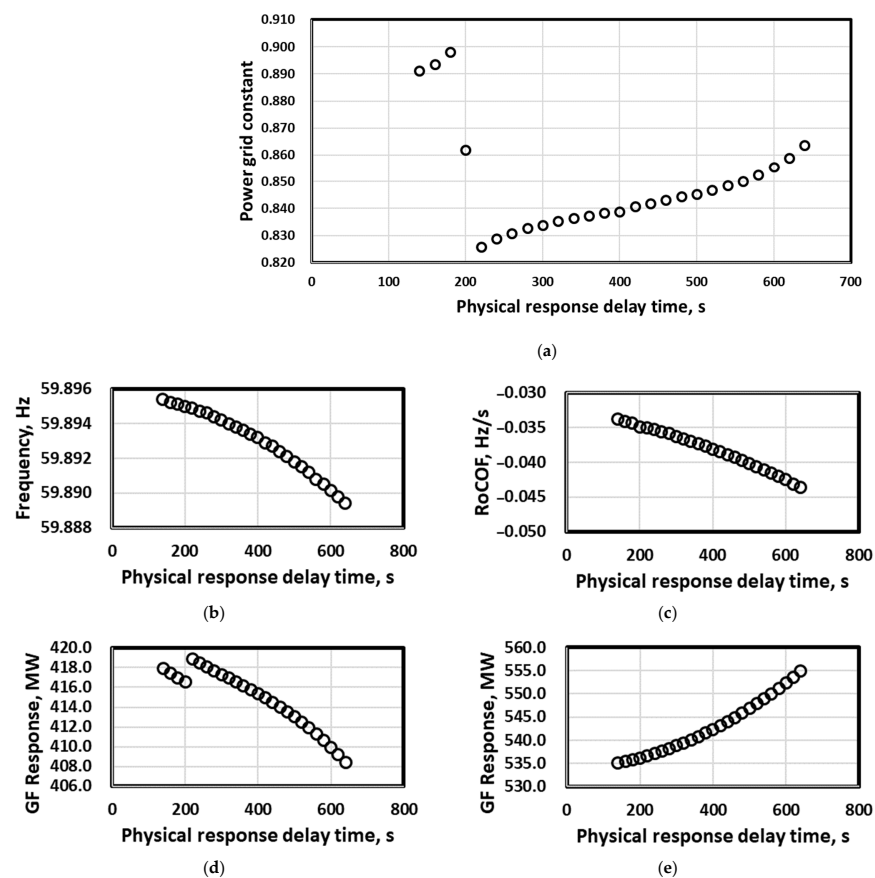 0.910
0.900
0.890
0.880
0.870
0.860
0.850
0.840
0.830
0.820
Power grid constant
0 100 200 300 400 500 600 700
Physical response delay time, s
(a)
59.896
59.894
59.892
59.890
59.888
Frequency, Hz
0 200 400 600 800
Physical response delay time, s
(b)
−0.030
−0.035
−0.040
−0.045
−0.050
RoCOF, Hz/s
0 200 400 600 800
Physical response delay time, s
(c)
420.0
418.0
416.0
414.0
412.0
410.0
408.0
406.0
GF Response, MW
0 200 400 600 800
Physical response delay time, s
(d)
560.0
555.0
550.0
545.0
540.0
535.0
530.0
GF Response, MW
0 200 400 600 800
Physical response delay time, s
(e)